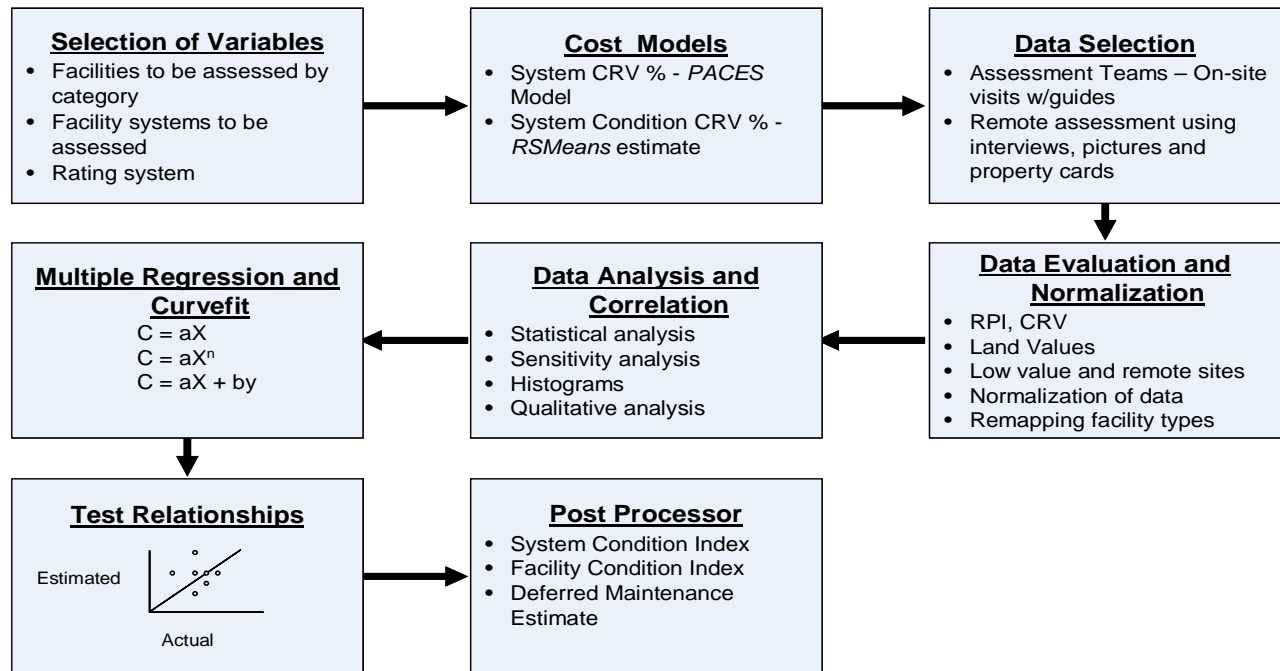 Selection of Variables
• Facilities to be assessed by
category
• Facility systems to be
assessed
• Rating system
Cost Models
• System CRV % - PACES
Model
• System Condition CRV % -
RSMeans estimate
Data Selection
• Assessment Teams – On-site
visits w/guides
• Remote assessment using
interviews, pictures and
property cards
Data Evaluation and
Normalization
• RPI, CRV
• Land Values
• Low value and remote sites
• Normalization of data
• Remapping facility types
Data Analysis and
Correlation
• Statistical analysis
• Sensitivity analysis
• Histograms
• Qualitative analysis
Multiple Regression and
Curvefit
C = aX
C = aXⁿ
C = aX + by
Test Relationships
Estimated
Actual
Post Processor
• System Condition Index
• Facility Condition Index
• Deferred Maintenance
Estimate